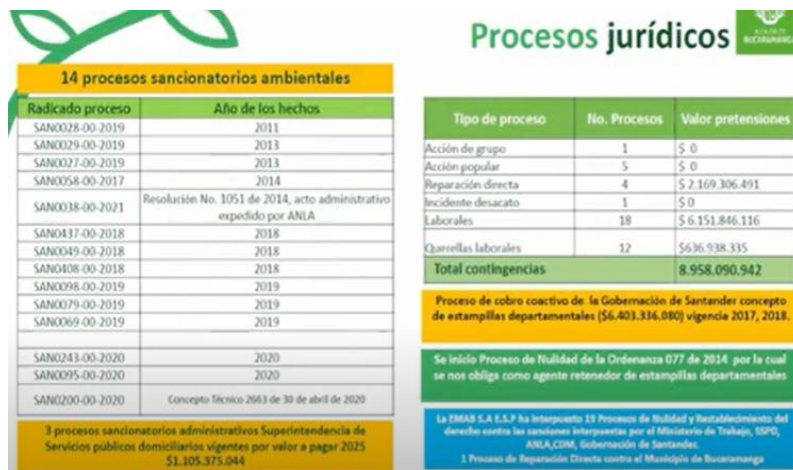 Procesos jurídicos
ALCALDÍA DE
BUCARAMANGA
14 procesos sancionatorios ambientales
Radicado proceso Año de los hechos
SAN0028-00-2019 2011
SAN0029-00-2019 2013
SAN0027-00-2019 2013
SAN0058-00-2017 2014
SAN0038-00-2021 Resolución No. 1051 de 2014, acto administrativo
expedido por ANLA
SAN0437-00-2018 2018
SAN0049-00-2018 2018
SAN0408-00-2018 2018
SAN0098-00-2019 2019
SAN0079-00-2019 2019
SAN0069-00-2019 2019
SAN0243-00-2020 2020
SAN0095-00-2020 2020
SAN0200-00-2020 Concepto Técnico 2663 de 30 de abril de 2020
3 procesos sancionatorios administrativos Superintendencia de
Servicios públicos domiciliarios vigentes por valor a pagar 2025
$1.105.375.044
Tipo de proceso No. Procesos Valor pretensiones
Acción de grupo 1 $ 0
Acción popular 5 $ 0
Reparación directa 4 $ 2.169.306.491
Incidente desacato 1 $ 0
Laborales 18 $ 6.151.846.116
Querellas laborales 12 $636.938.335
Total contingencias 8.958.090.942
Proceso de cobro coactivo de la Gobernación de Santander concepto
de estampillas departamentales ($6.403.336.080) vigencia 2017, 2018.
Se inicio Proceso de Nulidad de la Ordenanza 077 de 2014 por la cual
se nos obliga como agente retenedor de estampillas departamentales
La EMAB S.A E.S.P ha interpuesto 19 Procesos de Nulidad y Restablecimiento del
derecho contra las sanciones interpuestas por el Ministerio de Trabajo, SSPD,
ANLA,CDM, Gobernación de Santander.
1 Proceso de Reparación Directa contra el Municipio de Bucaramanga